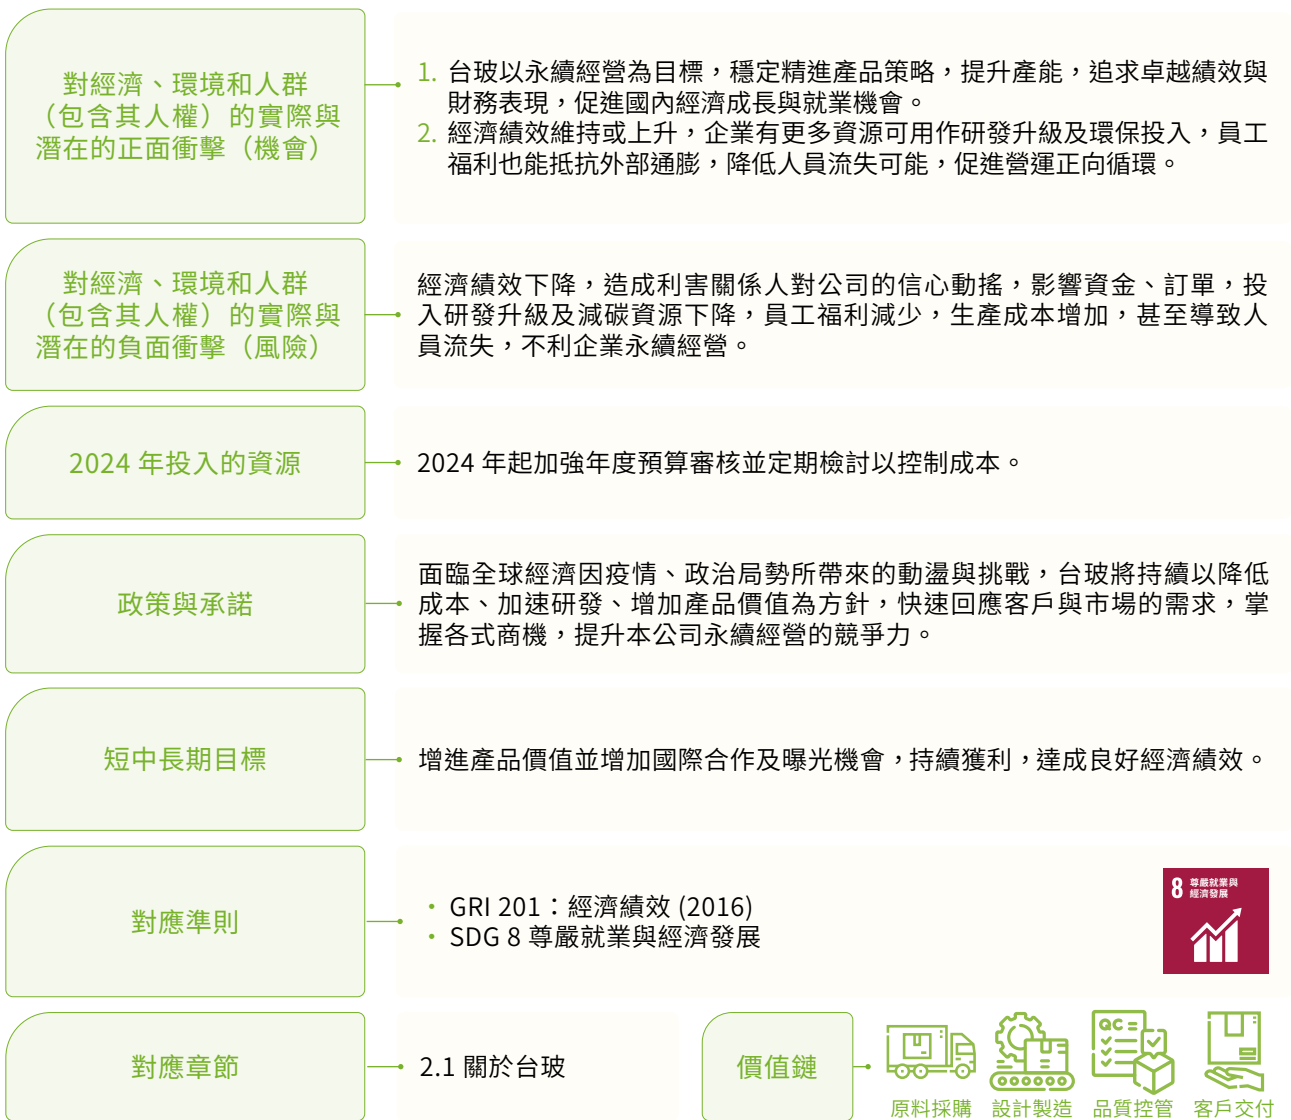 對經濟、環境和人群
（包含其人權）的實際與
潛在的正面衝擊（機會）
1. 台玻以永續經營為目標，穩定精進產品策略，提升產能，追求卓越績效與
財務表現，促進國內經濟成長與就業機會。
2. 經濟績效維持或上升，企業有更多資源可用作研發升級及環保投入，員工
福利也能抵抗外部通膨，降低人員流失可能，促進營運正向循環。
對經濟、環境和人群
（包含其人權）的實際與
潛在的負面衝擊（風險）
經濟績效下降，造成利害關係人對公司的信心動搖，影響資金、訂單，投
入研發升級及減碳資源下降，員工福利減少，生產成本增加，甚至導致人
員流失，不利企業永續經營。
2024 年投入的資源
2024 年起加強年度預算審核並定期檢討以控制成本。
政策與承諾
面臨全球經濟因疫情、政治局勢所帶來的動盪與挑戰，台玻將持續以降低
成本、加速研發、增加產品價值為方針，快速回應客戶與市場的需求，掌
握各式商機，提升本公司永續經營的競爭力。
短中長期目標
增進產品價值並增加國際合作及曝光機會，持續獲利，達成良好經濟績效。
對應準則
• GRI 201：經濟績效 (2016)
• SDG 8 尊嚴就業與經濟發展
8 尊嚴就業與
經濟發展
對應章節
2.1 關於台玻
價值鏈
QC
原料採購 設計製造 品質控管 客戶交付